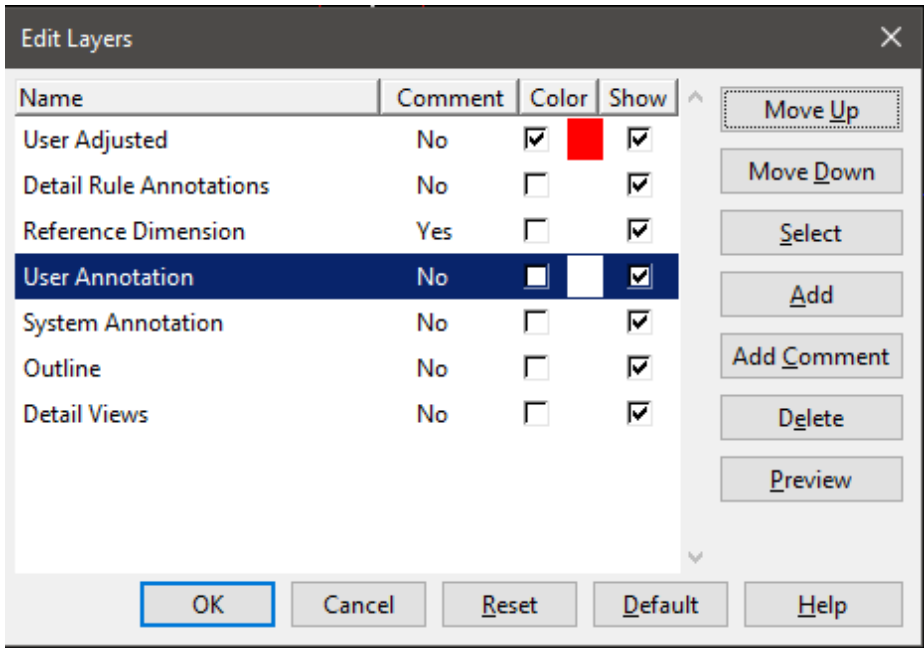 Edit Layers
Name Comment Color Show
User Adjusted No
Detail Rule Annotations No
Reference Dimension Yes
User Annotation No
System Annotation No
Outline No
Detail Views No
Move Up
Move Down
Select
Add
Add Comment
Delete
Preview
OK Cancel Reset Default Help